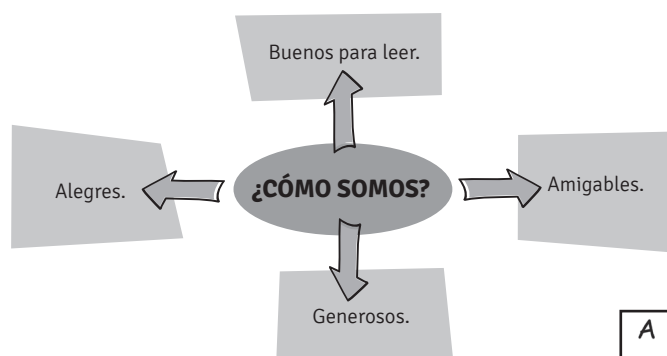 Buenos para leer.
Alegres.
¿CÓMO SOMOS?
Amigables.
Generosos.
A